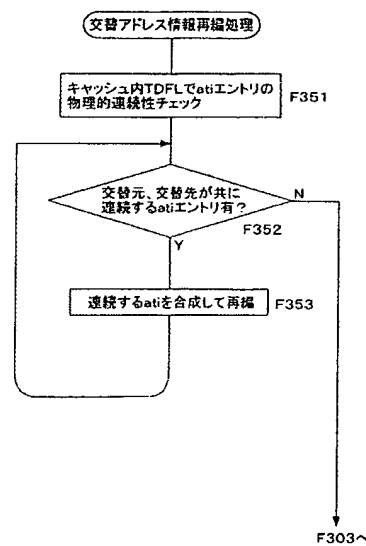 交替アドレス情報再編処理
キャッシュ内TDFLでatiエントリの
物理的連続性チェック
F351
交替元、交替先が共に
連続するatiエントリ有？
N
F352
Y
連続するatiを合成して再編
F353
F303へ